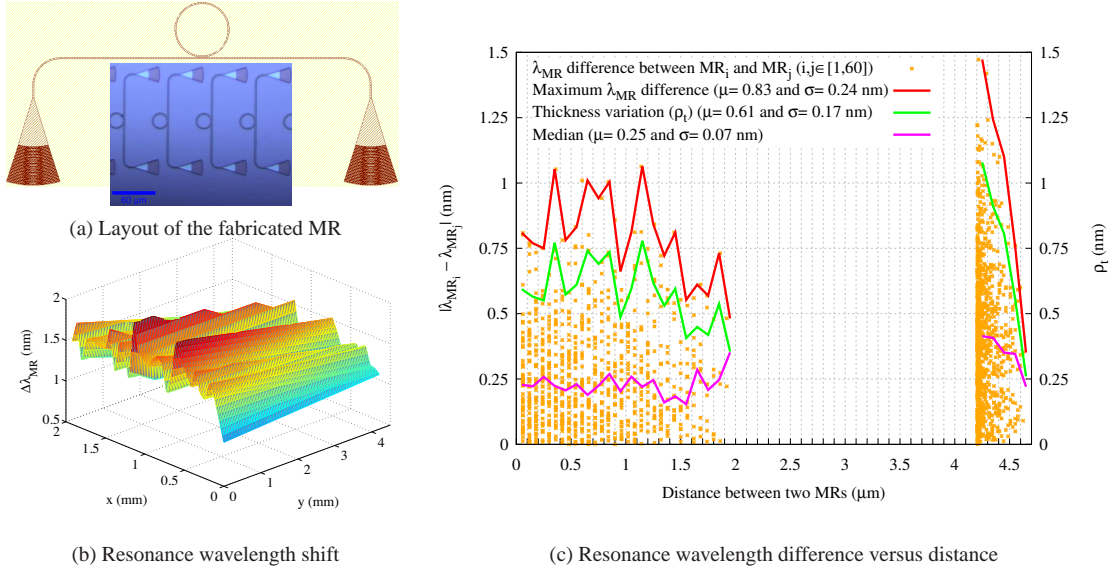 60 μm
(a) Layout of the fabricated MR
2
1.5
1
0.5
Δλ_MR (nm)
2
1.5
1
0.5
0
x (mm)
0
1
2
3
4
y (mm)
(b) Resonance wavelength shift
λ_MR difference between MR_i and MR_j (i,j∈[1,60])
Maximum λ_MR difference (μ= 0.83 and σ= 0.24 nm)
Thickness variation (ρ_t) (μ= 0.61 and σ= 0.17 nm)
Median (μ= 0.25 and σ= 0.07 nm)
1.5
1.25
1
0.75
0.5
0.25
0
|λ_MR_i − λ_MR_j| (nm)
1.5
1.25
1
0.75
0.5
0.25
0
ρ_t (nm)
0 0.5 1 1.5 2 2.5 3 3.5 4 4.5
Distance between two MRs (μm)
(c) Resonance wavelength difference versus distance